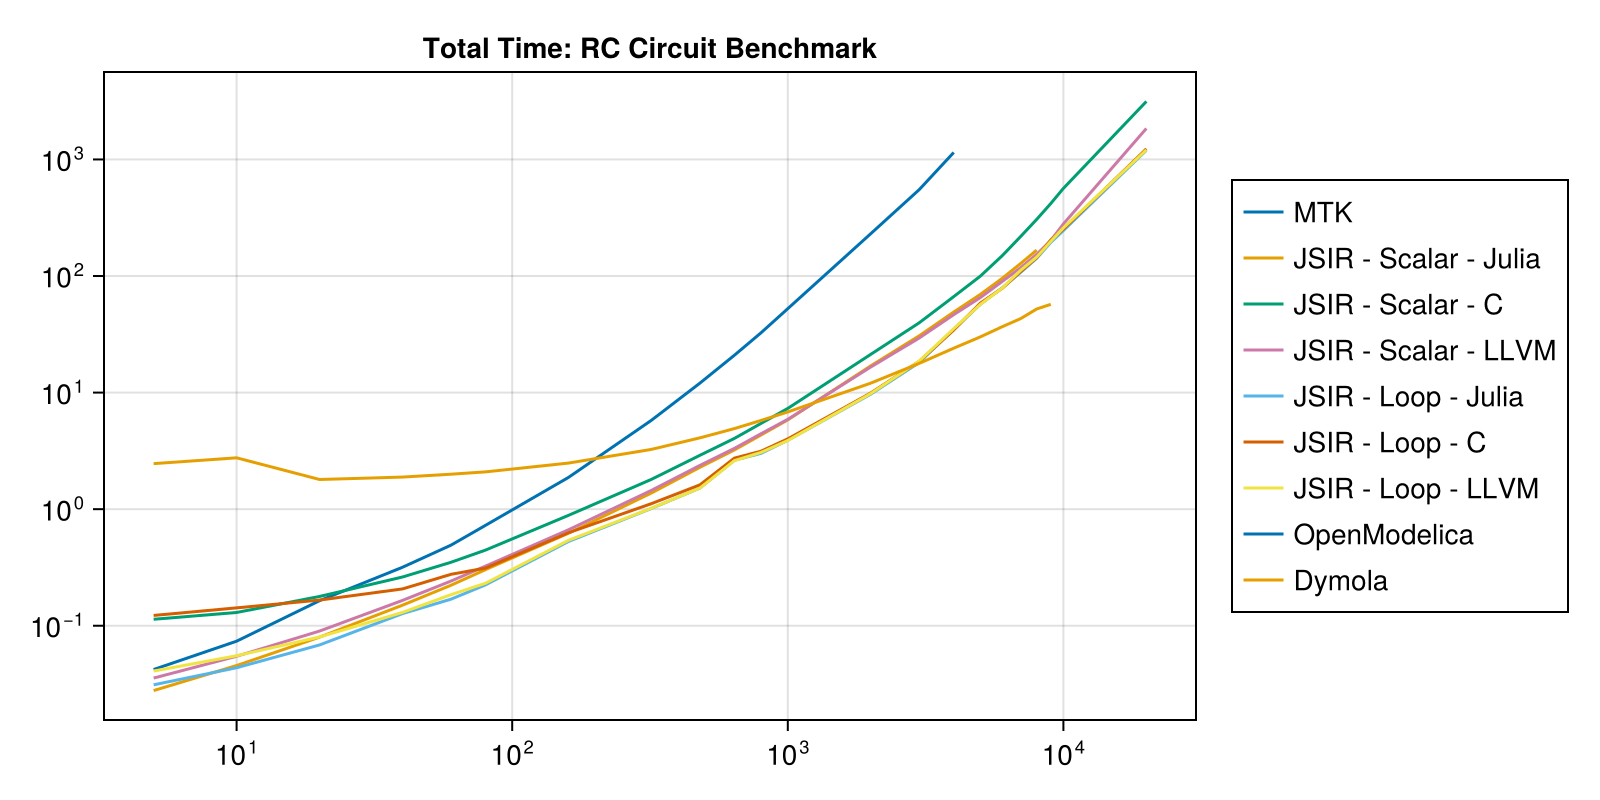 Total Time: RC Circuit Benchmark
10³
10²
10¹
10⁰
10⁻¹
10¹ 10² 10³ 10⁴
MTK
JSIR - Scalar - Julia
JSIR - Scalar - C
JSIR - Scalar - LLVM
JSIR - Loop - Julia
JSIR - Loop - C
JSIR - Loop - LLVM
OpenModelica
Dymola